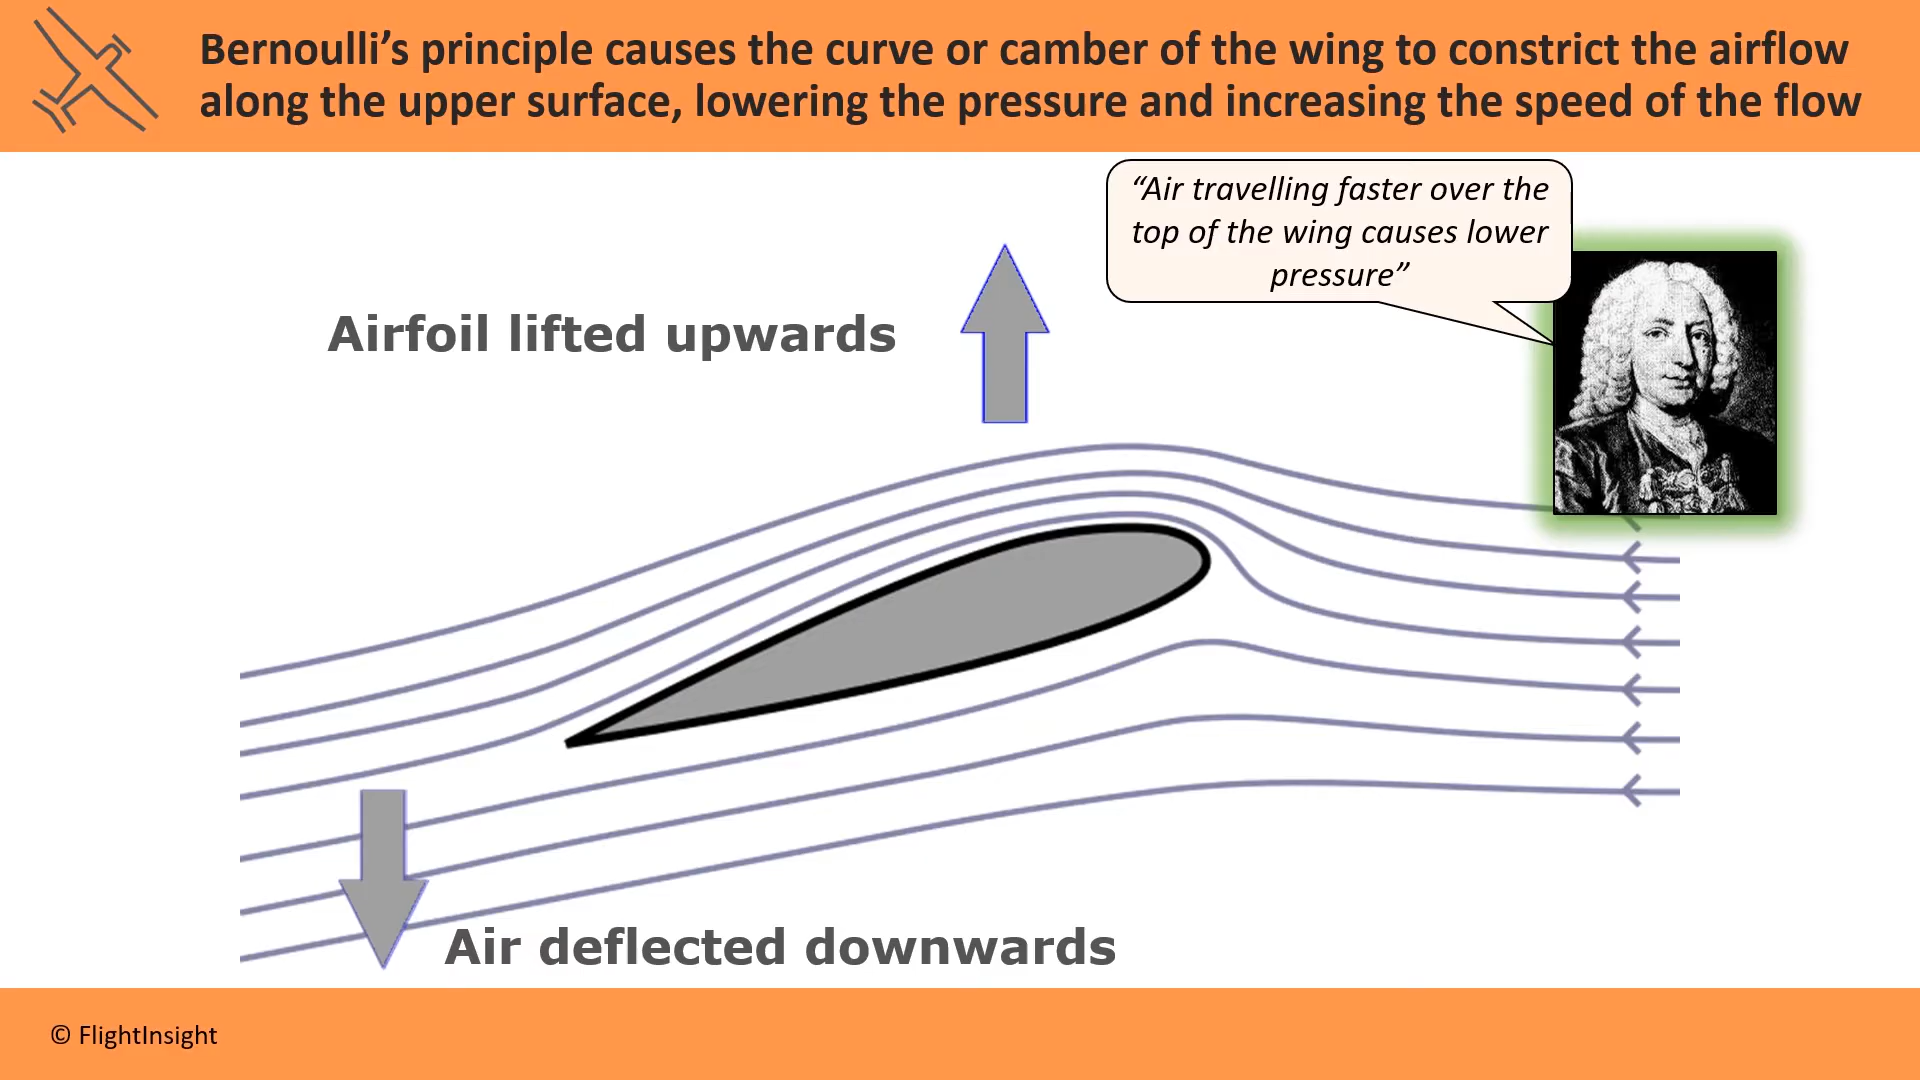 Bernoulli’s principle causes the curve or camber of the wing to constrict the airflow
along the upper surface, lowering the pressure and increasing the speed of the flow
“Air travelling faster over the
top of the wing causes lower
pressure”
Airfoil lifted upwards
Air deflected downwards
© FlightInsight